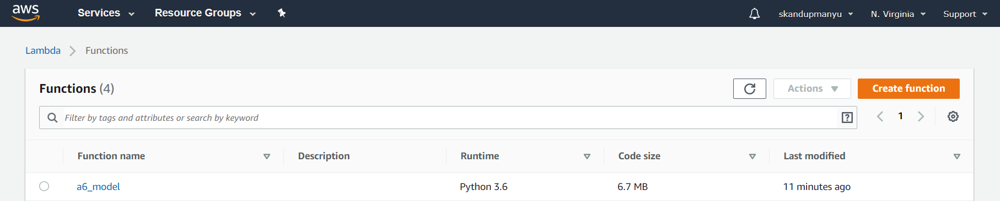 aws Services Resource Groups skandupmanyu N. Virginia Support
Lambda Functions
Functions (4) Actions Create function
Filter by tags and attributes or search by keyword ? 1
Function name Description Runtime Code size Last modified
a6_model Python 3.6 6.7 MB 11 minutes ago